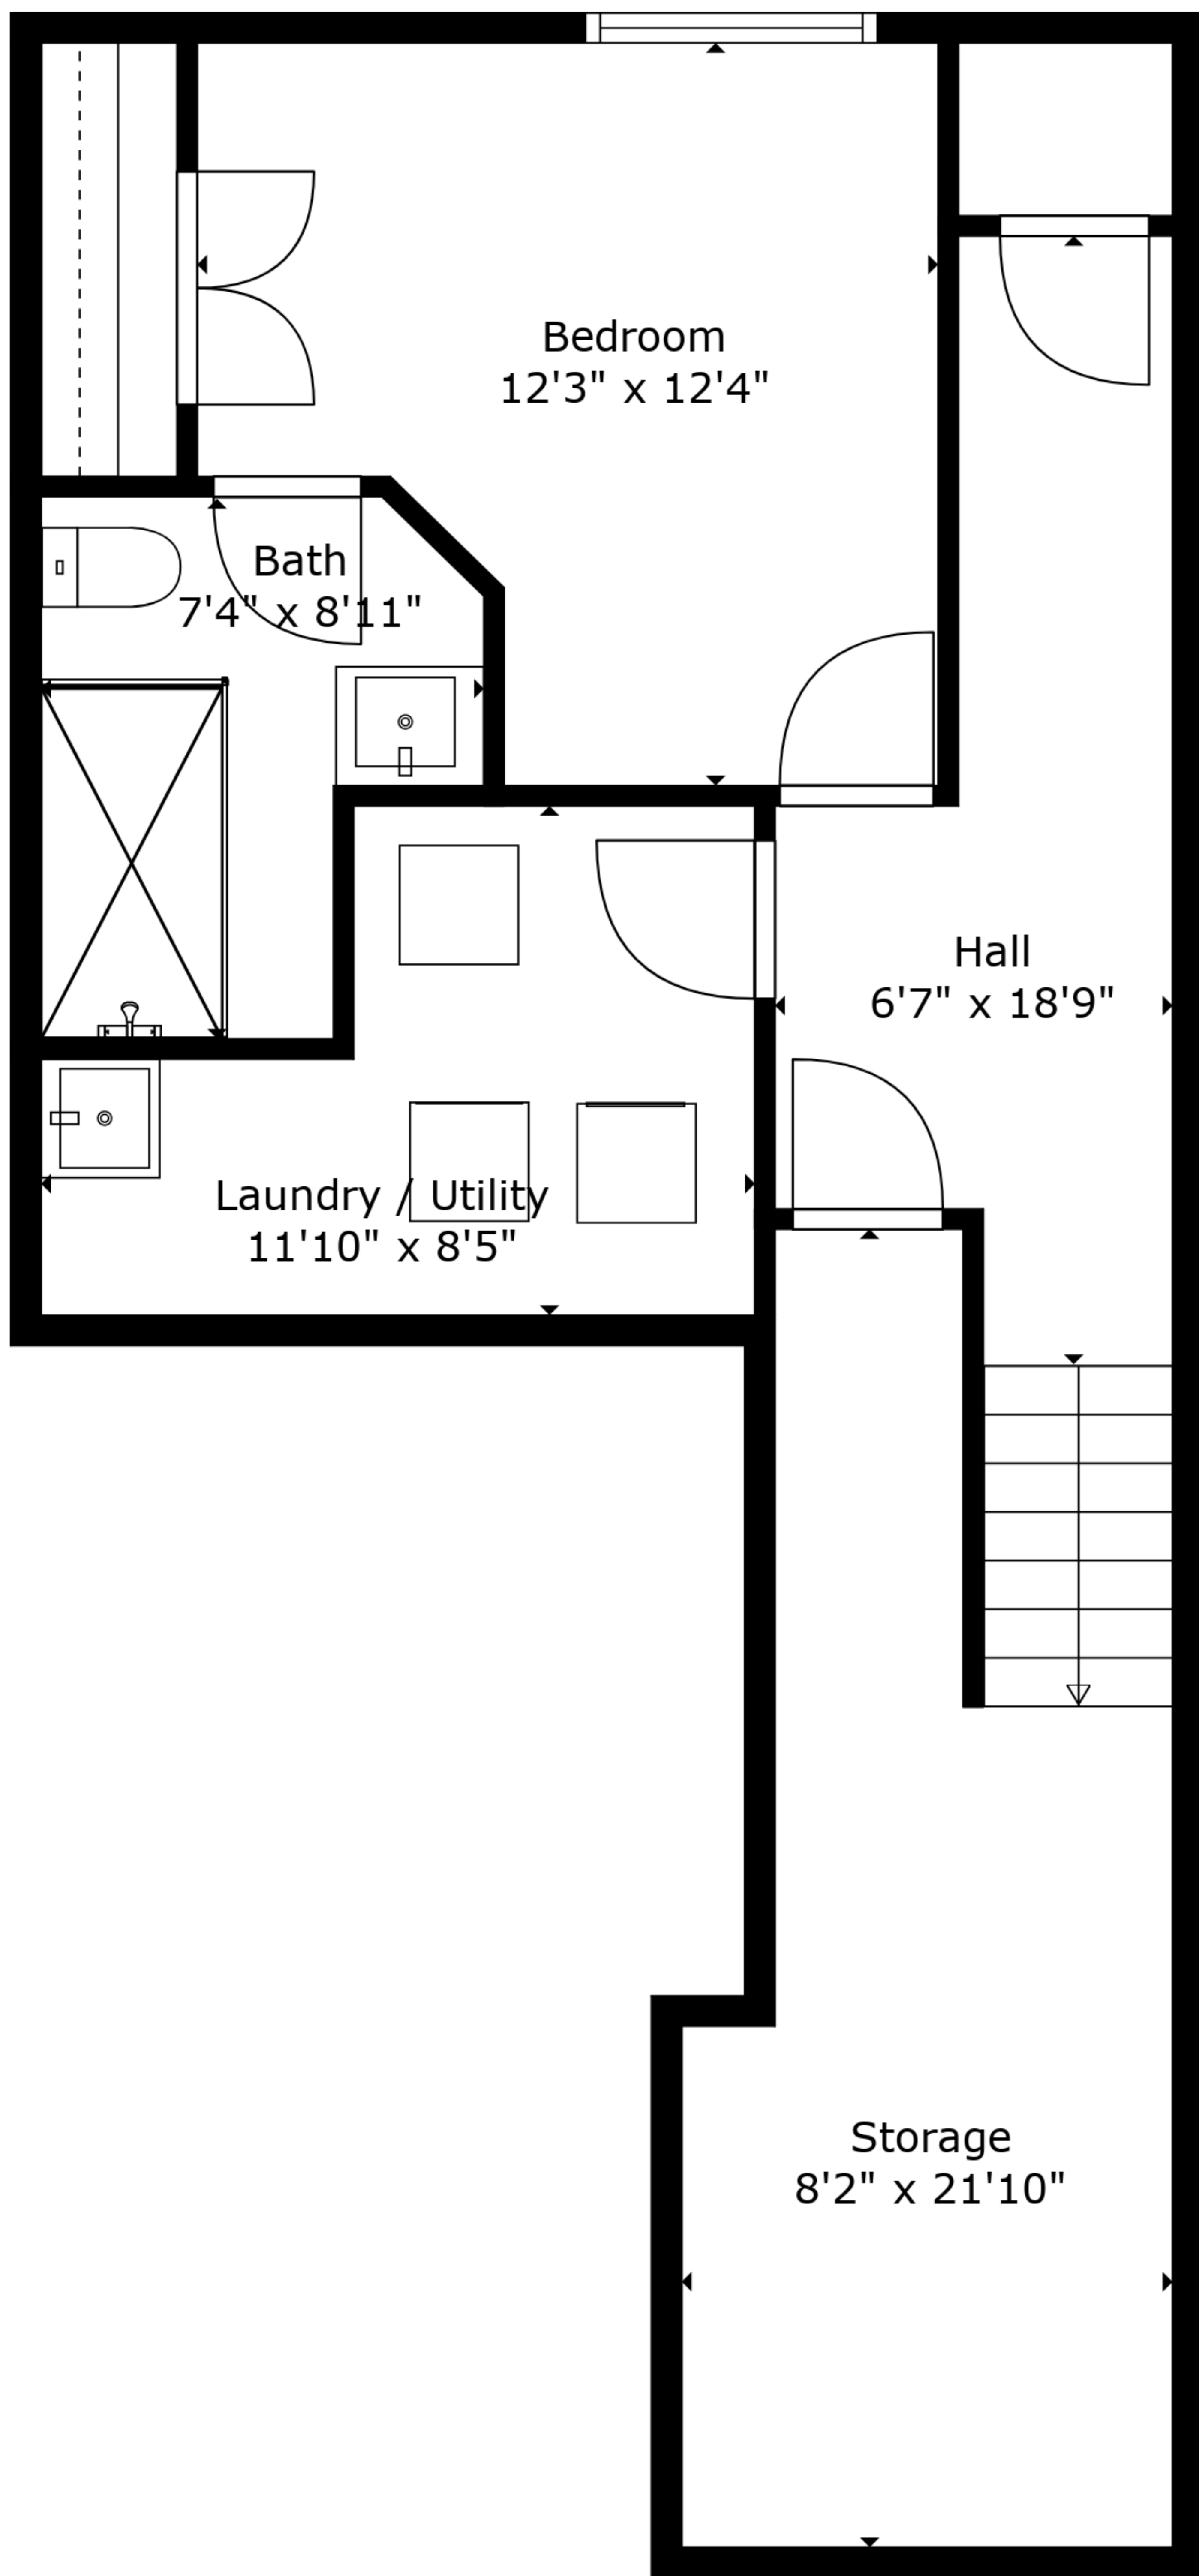 Bedroom
12'3" x 12'4"
Bath
7'4" x 8'11"
Hall
6'7" x 18'9"
Laundry / Utility
11'10" x 8'5"
Storage
8'2" x 21'10"